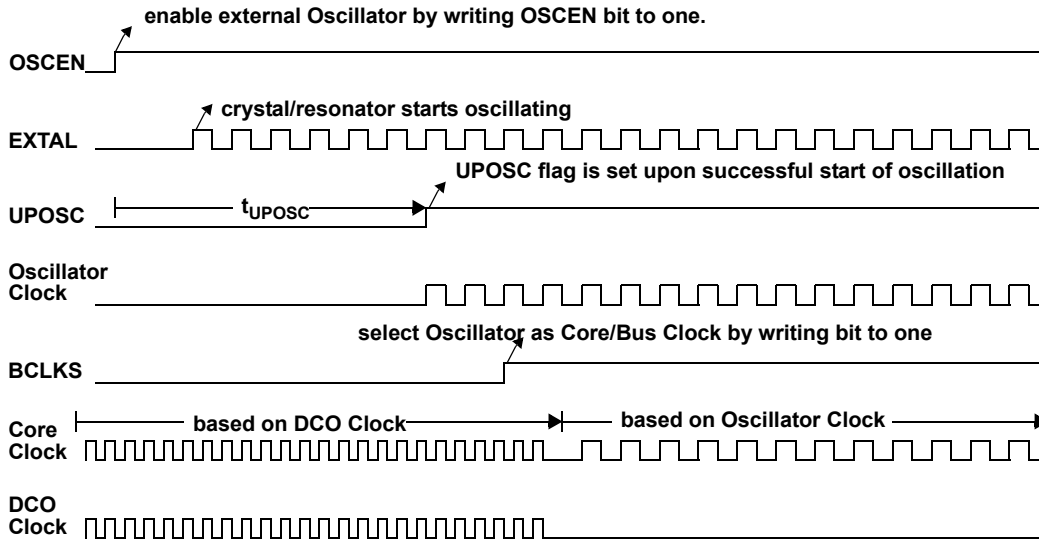 enable external Oscillator by writing OSCEN bit to one.
OSCEN
crystal/resonator starts oscillating
EXTAL
UPOSC flag is set upon successful start of oscillation
UPOSC
tUPOSC
Oscillator
Clock
select Oscillator as Core/Bus Clock by writing bit to one
BCLKS
based on DCO Clock
based on Oscillator Clock
Core
Clock
DCO
Clock